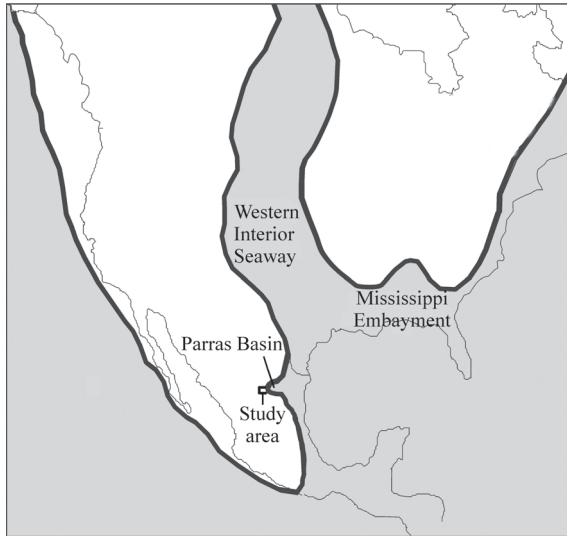 Western
Interior
Seaway
Mississippi
Embayment
Parras Basin
Study
area